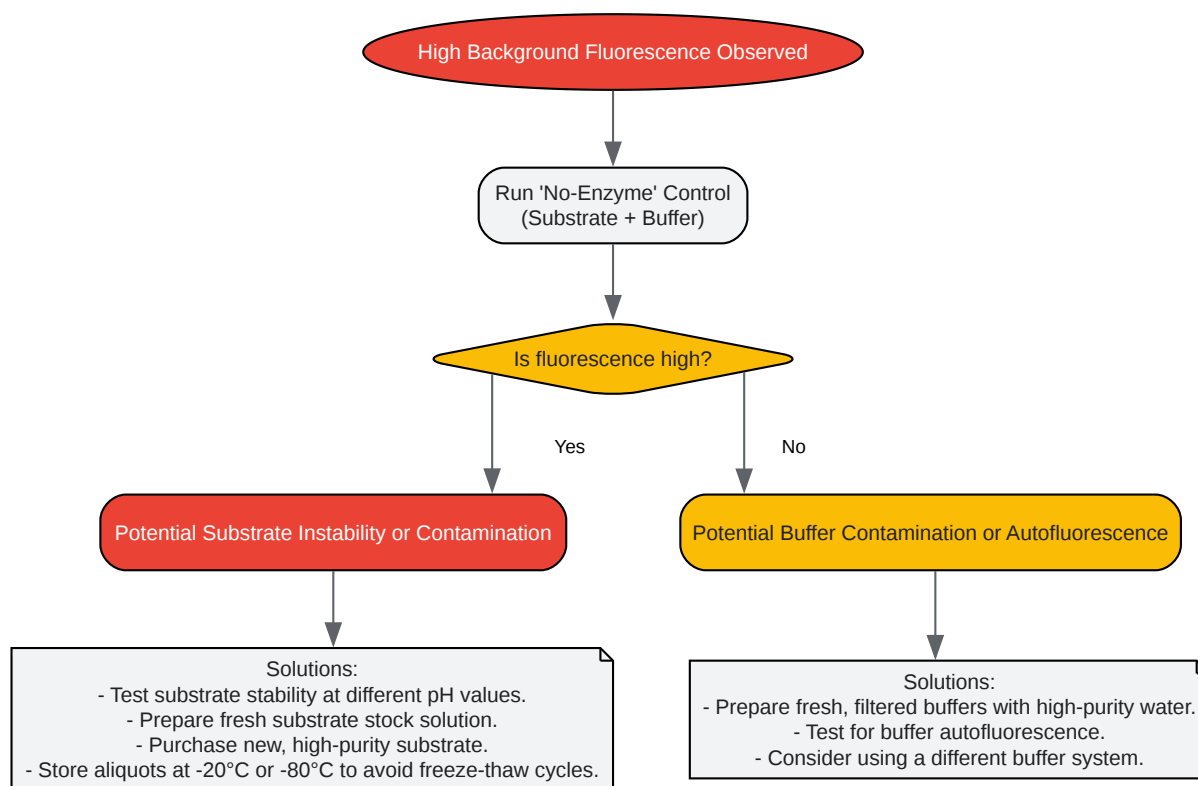 High Background Fluorescence Observed
Run 'No-Enzyme' Control
(Substrate + Buffer)
Is fluorescence high?
Yes
No
Potential Substrate Instability or Contamination
Potential Buffer Contamination or Autofluorescence
Solutions:
- Test substrate stability at different pH values.
- Prepare fresh substrate stock solution.
- Purchase new, high-purity substrate.
- Store aliquots at -20°C or -80°C to avoid freeze-thaw cycles.
Solutions:
- Prepare fresh, filtered buffers with high-purity water.
- Test for buffer autofluorescence.
- Consider using a different buffer system.